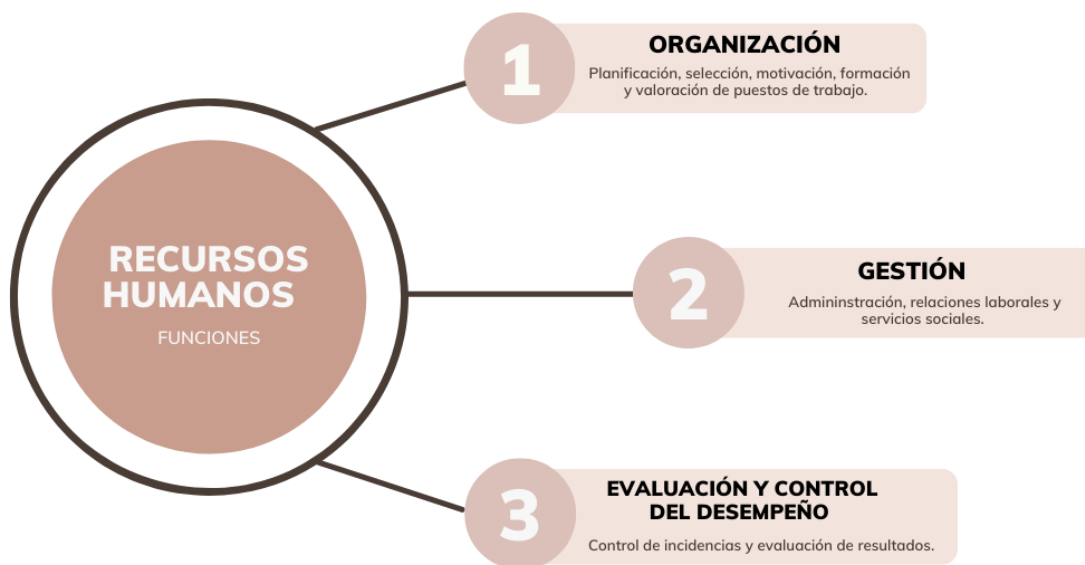 RECURSOS
HUMANOS
FUNCIONES
1
ORGANIZACIÓN
Planificación, selección, motivación, formación
y valoración de puestos de trabajo.
2
GESTIÓN
Admininstración, relaciones laborales y
servicios sociales.
3
EVALUACIÓN Y CONTROL
DEL DESEMPEÑO
Control de incidencias y evaluación de resultados.